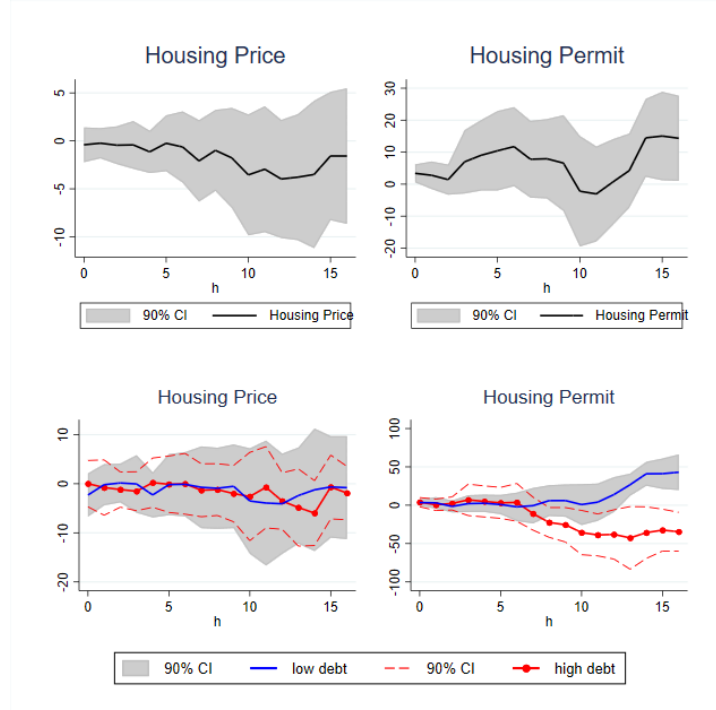 Housing Price
5
0
-5
-10
0 5 10 15
h
90% CI Housing Price
Housing Permit
30
20
10
0
-10
-20
0 5 10 15
h
90% CI Housing Permit
Housing Price
10
0
-10
-20
0 5 10 15
h
Housing Permit
100
50
0
-50
-100
0 5 10 15
h
90% CI low debt 90% CI high debt